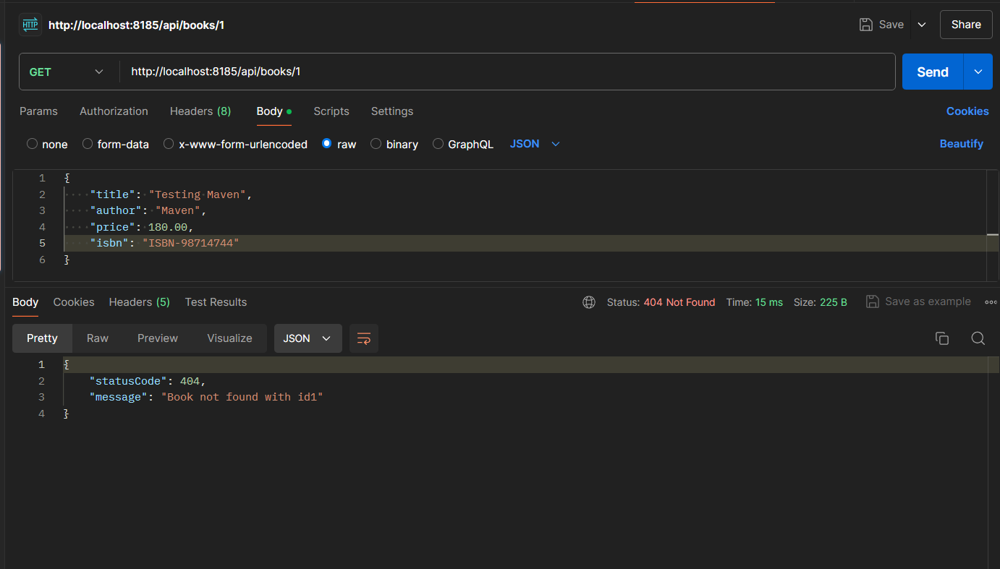 HTTP http://localhost:8185/api/books/1 Save Share
GET http://localhost:8185/api/books/1 Send
Params Authorization Headers (8) Body Scripts Settings Cookies
none form-data x-www-form-urlencoded raw binary GraphQL JSON Beautify
1 {
2 "title": "Testing Maven",
3 "author": "Maven",
4 "price": 180.00,
5 "isbn": "ISBN-98714744"
6 }
Body Cookies Headers (5) Test Results Status: 404 Not Found Time: 15 ms Size: 225 B Save as example
Pretty Raw Preview Visualize JSON
1 {
2 "statusCode": 404,
3 "message": "Book not found with id1"
4 }